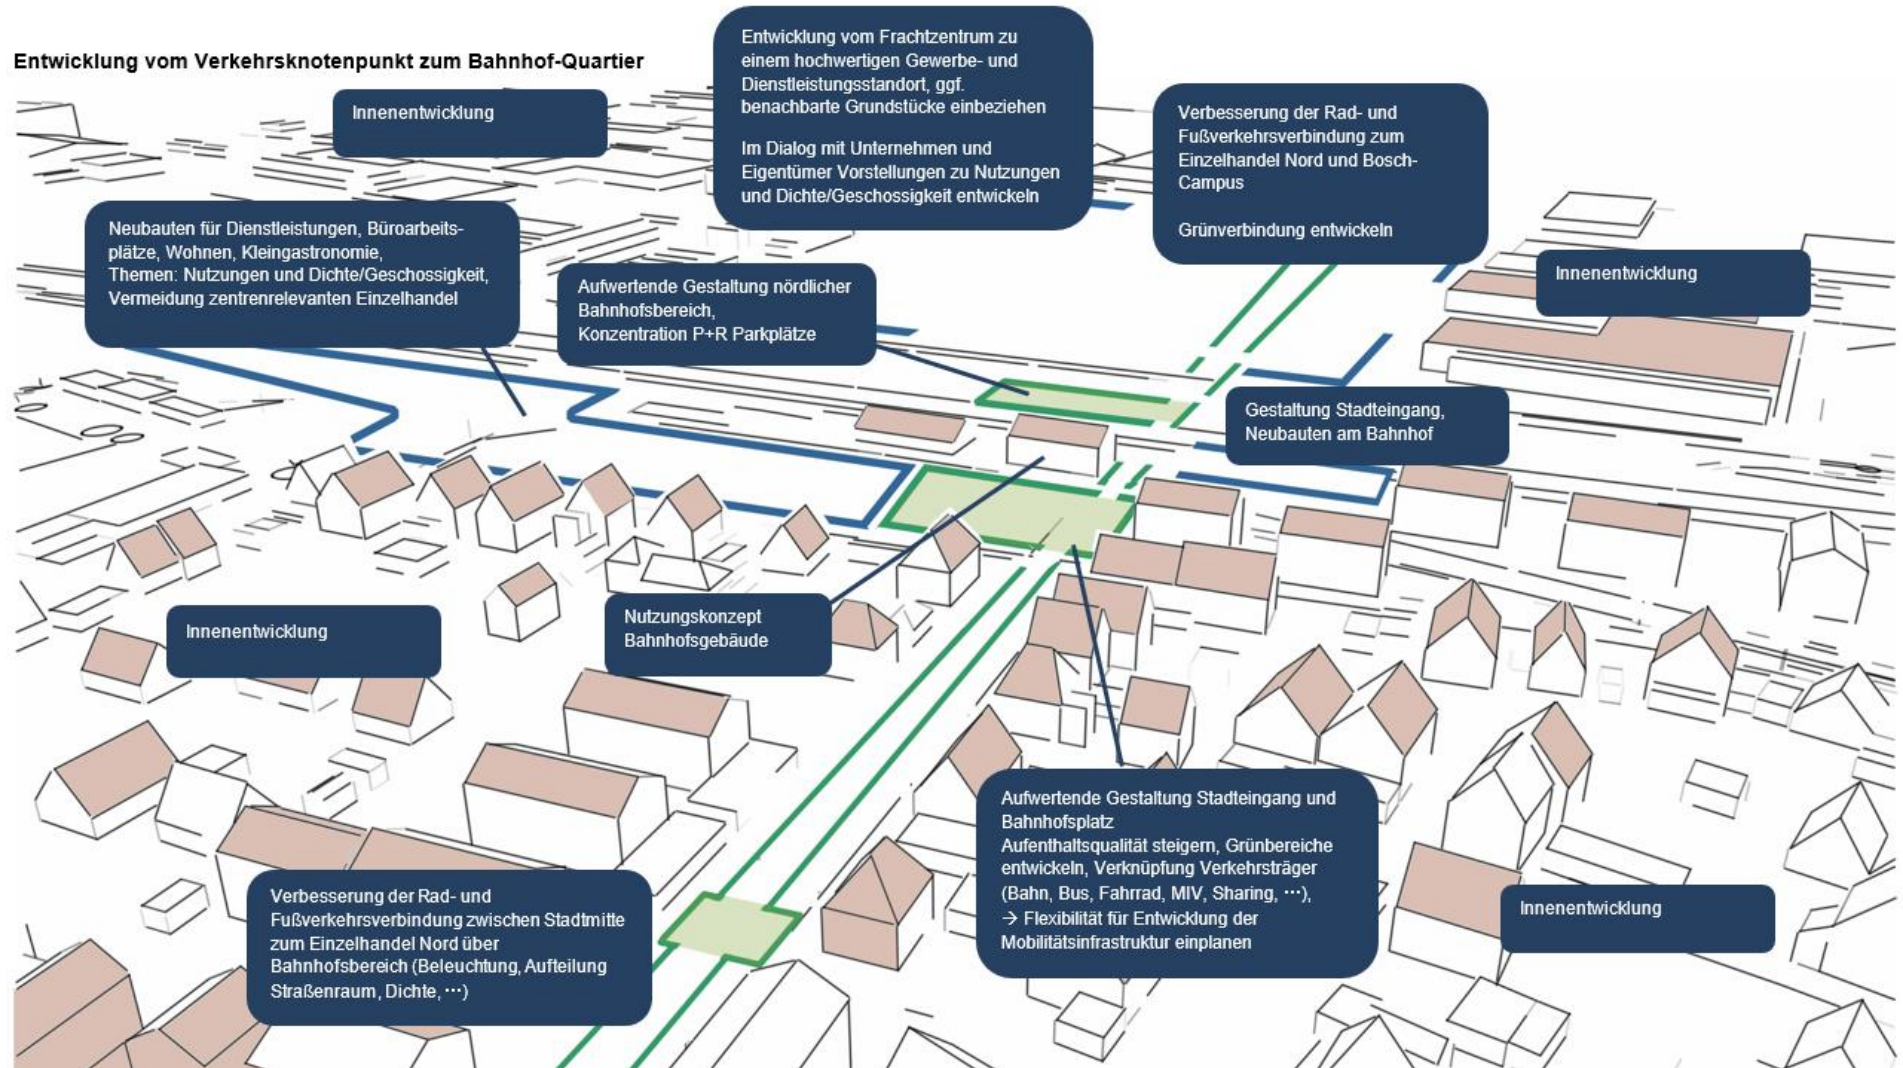 Entwicklung vom Verkehrsknotenpunkt zum Bahnhof-Quartier
Entwicklung vom Frachtzentrum zu
einem hochwertigen Gewerbe- und
Dienstleistungsstandort, ggf.
benachbarte Grundstücke einbeziehen
Im Dialog mit Unternehmen und
Eigentümer Vorstellungen zu Nutzungen
und Dichte/Geschossigkeit entwickeln
Innenentwicklung
Verbesserung der Rad- und
Fußverkehrsverbindung zum
Einzelhandel Nord und Bosch-
Campus
Grünverbindung entwickeln
Neubauten für Dienstleistungen, Büroarbeits-
plätze, Wohnen, Kleingastronomie,
Themen: Nutzungen und Dichte/Geschossigkeit,
Vermeidung zentrenrelevanten Einzelhandel
Aufwertende Gestaltung nördlicher
Bahnhofsbereich,
Konzentration P+R Parkplätze
Innenentwicklung
Gestaltung Stadteingang,
Neubauten am Bahnhof
Innenentwicklung
Nutzungskonzept
Bahnhofsgebäude
Aufwertende Gestaltung Stadteingang und
Bahnhofsplatz
Aufenthaltsqualität steigern, Grünbereiche
entwickeln, Verknüpfung Verkehrsträger
(Bahn, Bus, Fahrrad, MIV, Sharing, ···),
→ Flexibilität für Entwicklung der
Mobilitätsinfrastruktur einplanen
Verbesserung der Rad- und
Fußverkehrsverbindung zwischen Stadtmitte
zum Einzelhandel Nord über
Bahnhofsbereich (Beleuchtung, Aufteilung
Straßenraum, Dichte, ···)
Innenentwicklung